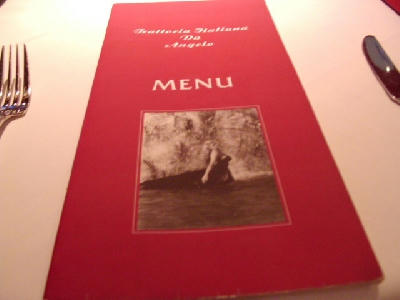 Trattoria Italiana
Da
Angelo
MENU